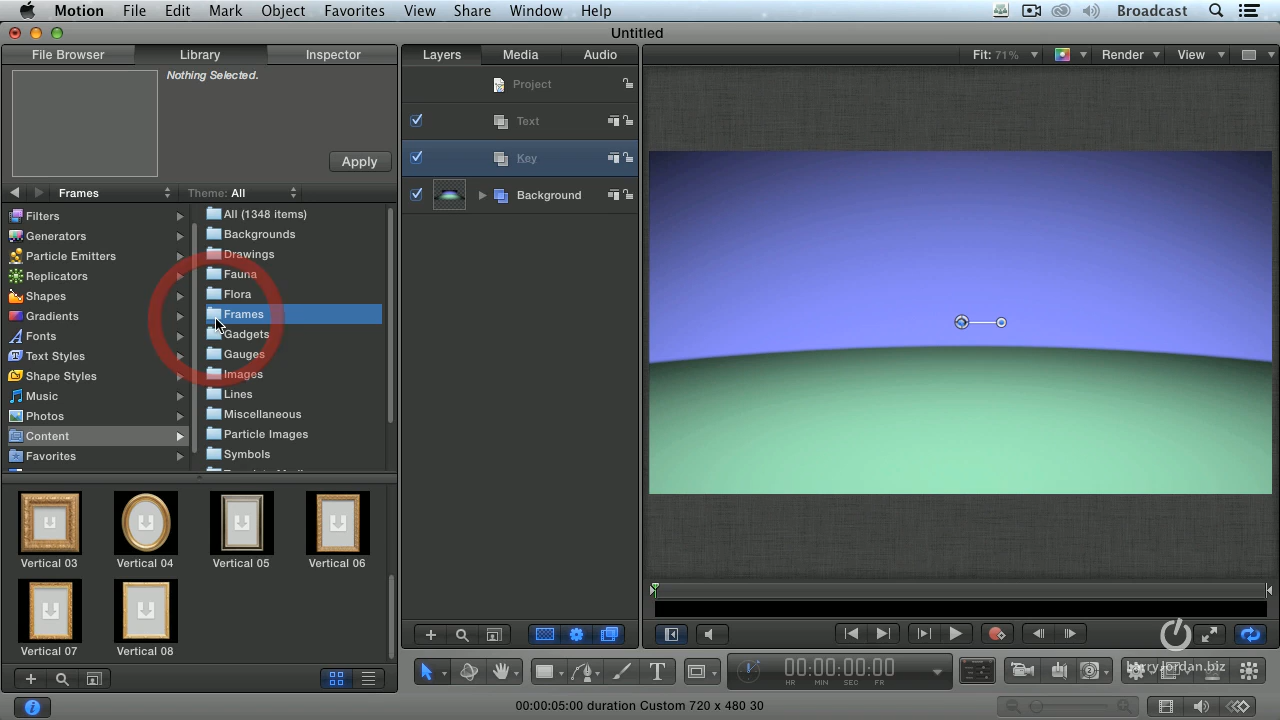 Motion File Edit Mark Object Favorites View Share Window Help Broadcast
Untitled
File Browser Library Inspector
Layers Media Audio
Fit: 71% Render View
Nothing Selected.
Apply
Project
Text
Key
Background
Frames Theme: All
Filters
Generators
Particle Emitters
Replicators
Shapes
Gradients
Fonts
Text Styles
Shape Styles
Music
Photos
Content
Favorites
All (1348 items)
Backgrounds
Drawings
Fauna
Flora
Frames
Gadgets
Gauges
Images
Lines
Miscellaneous
Particle Images
Symbols
Vertical 03 Vertical 04 Vertical 05 Vertical 06
Vertical 07 Vertical 08
00:00:00:00
HR MIN SEC FR
larryjordan.biz
00:00:05:00 duration Custom 720 x 480 30